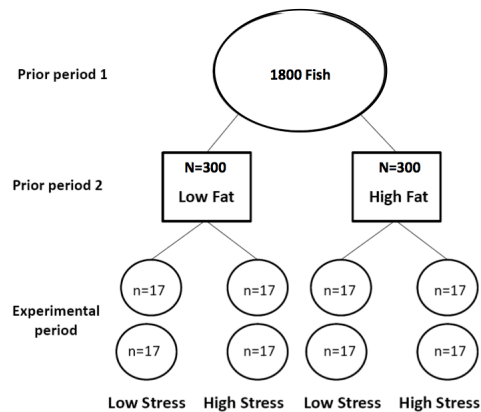 Prior period 1
1800 Fish
Prior period 2
N=300
Low Fat
N=300
High Fat
Experimental
period
n=17
n=17
n=17
n=17
n=17
n=17
n=17
n=17
Low Stress
High Stress
Low Stress
High Stress